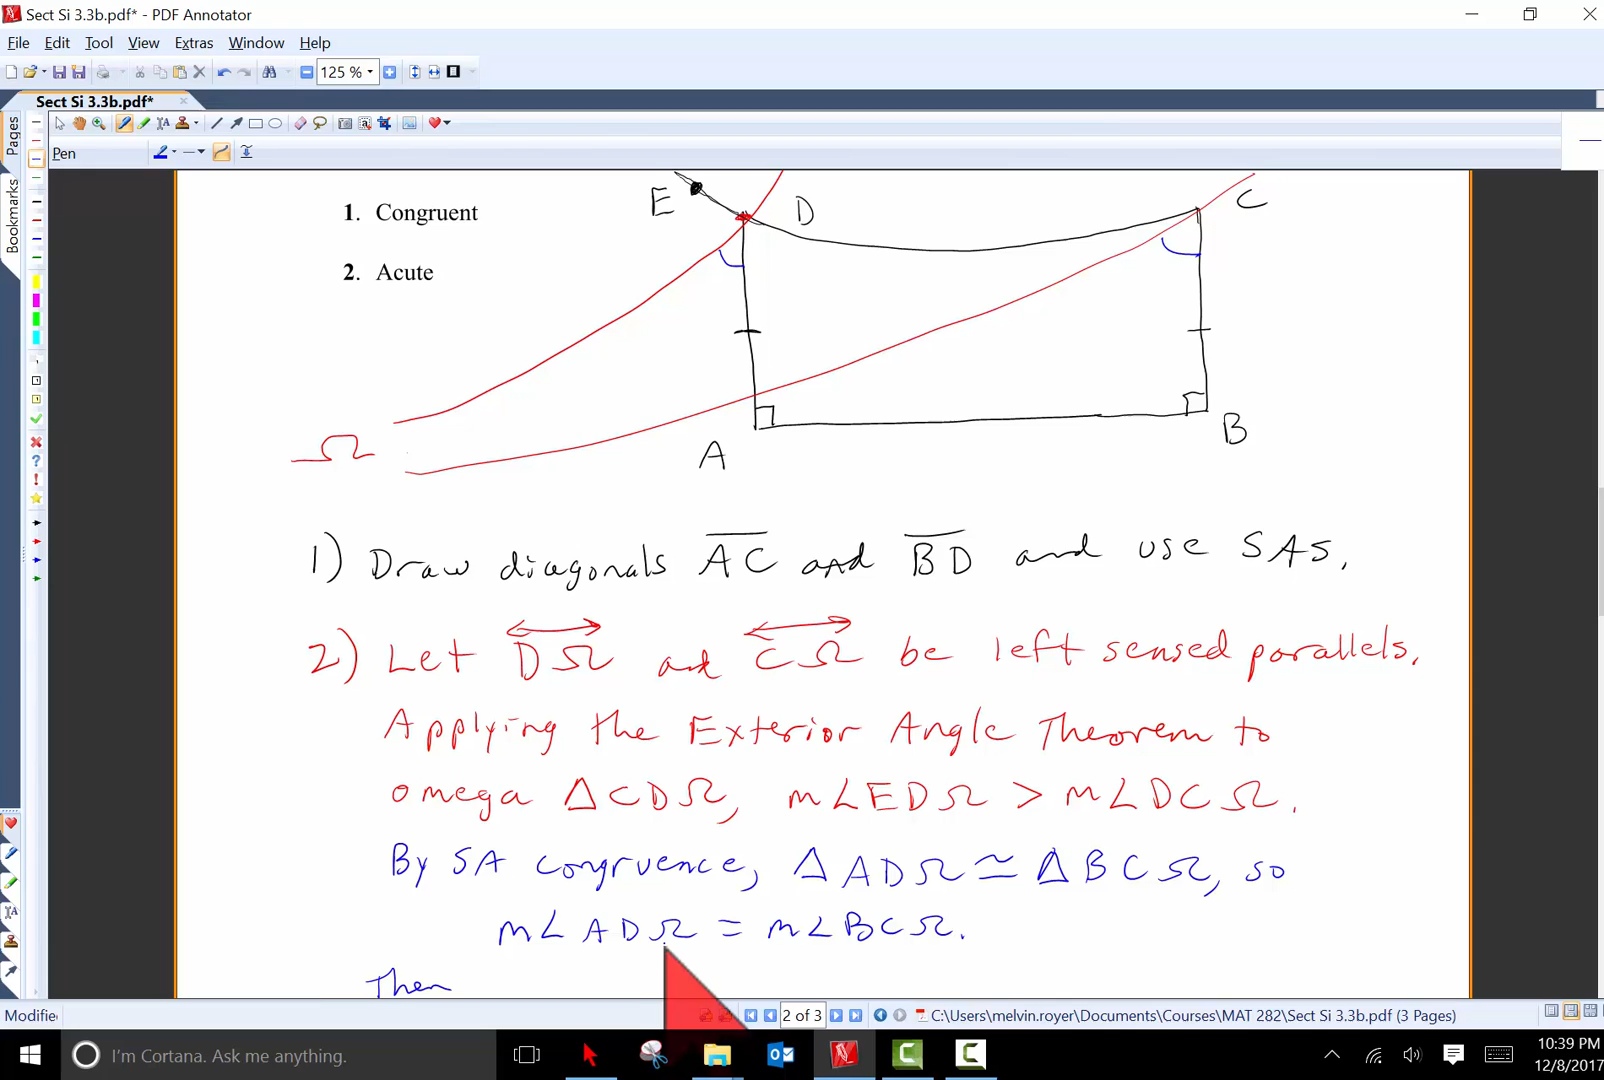 Sect Si 3.3b.pdf* - PDF Annotator
File Edit Tool View Extras Window Help
125 %
Sect Si 3.3b.pdf*
Pages
Bookmarks
Pen
1. Congruent
2. Acute
E D C
Ω A B
1) Draw diagonals AC and BD and use SAS.
2) Let DΩ and CΩ be left sensed parallels.
Applying the Exterior Angle Theorem to
omega ΔCDΩ, m∠EDΩ > m∠DCΩ.
By SA congruence, ΔADΩ ≃ ΔBCΩ, so
m∠ADΩ = m∠BCΩ.
Then
Modifie
2 of 3
C:\Users\melvin.royer\Documents\Courses\MAT 282\Sect Si 3.3b.pdf (3 Pages)
I'm Cortana. Ask me anything.
10:39 PM
12/8/2017